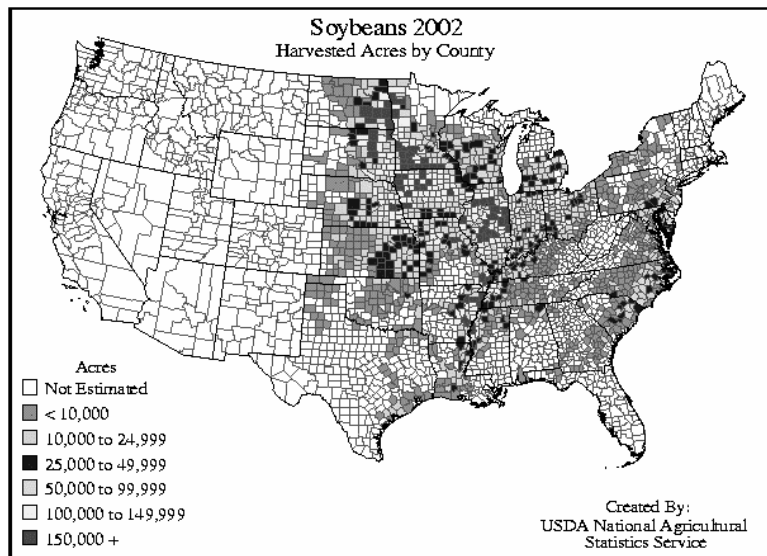 Soybeans 2002
Harvested Acres by County
Acres
Not Estimated
< 10,000
10,000 to 24,999
25,000 to 49,999
50,000 to 99,999
100,000 to 149,999
150,000 +
Created By:
USDA National Agricultural
Statistics Service